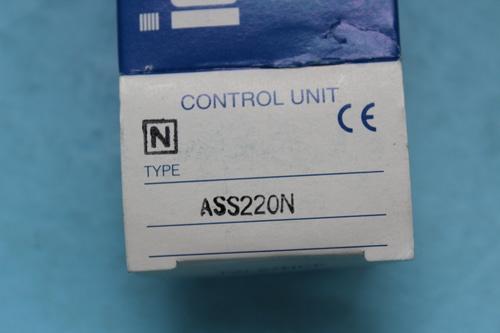 CONTROL UNIT
CE
N
TYPE
ASS220N